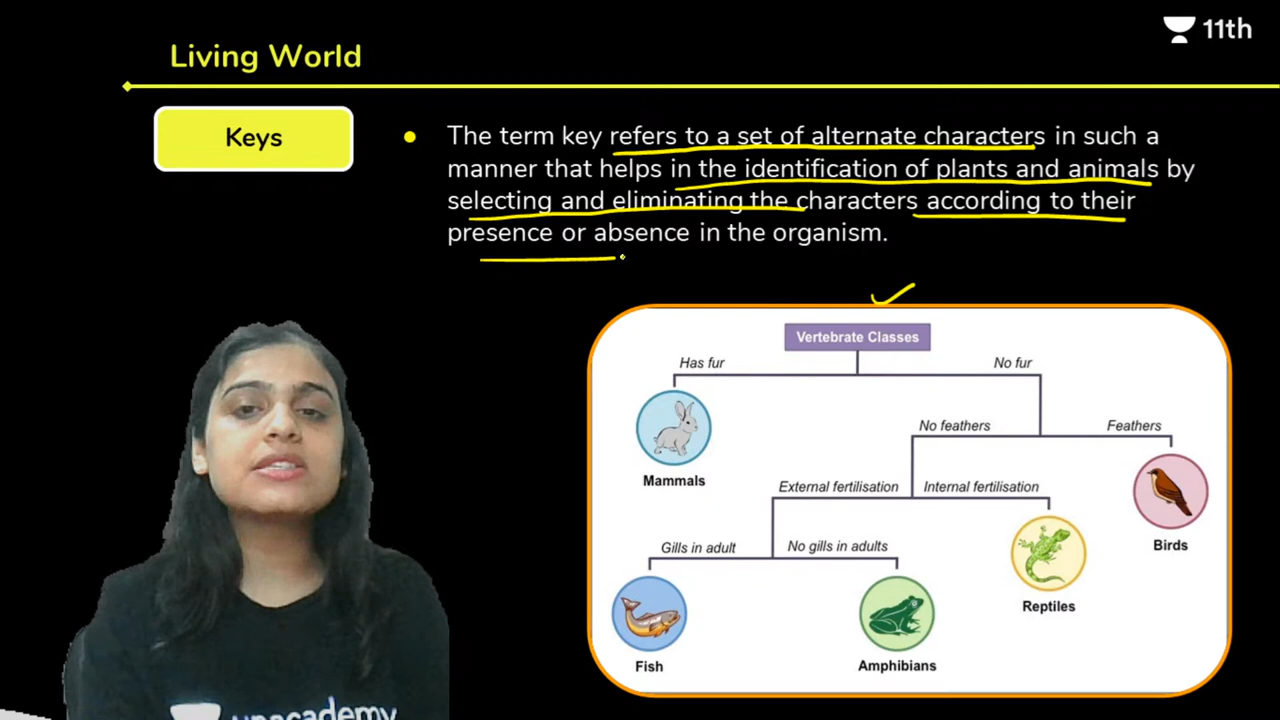 11th
Living World
Keys
The term key refers to a set of alternate characters in such a
manner that helps in the identification of plants and animals by
selecting and eliminating the characters according to their
presence or absence in the organism.
Vertebrate Classes
Has fur
No fur
Mammals
No feathers
Feathers
Birds
External fertilisation
Internal fertilisation
Reptiles
Gills in adult
No gills in adults
Fish
Amphibians
unacademy